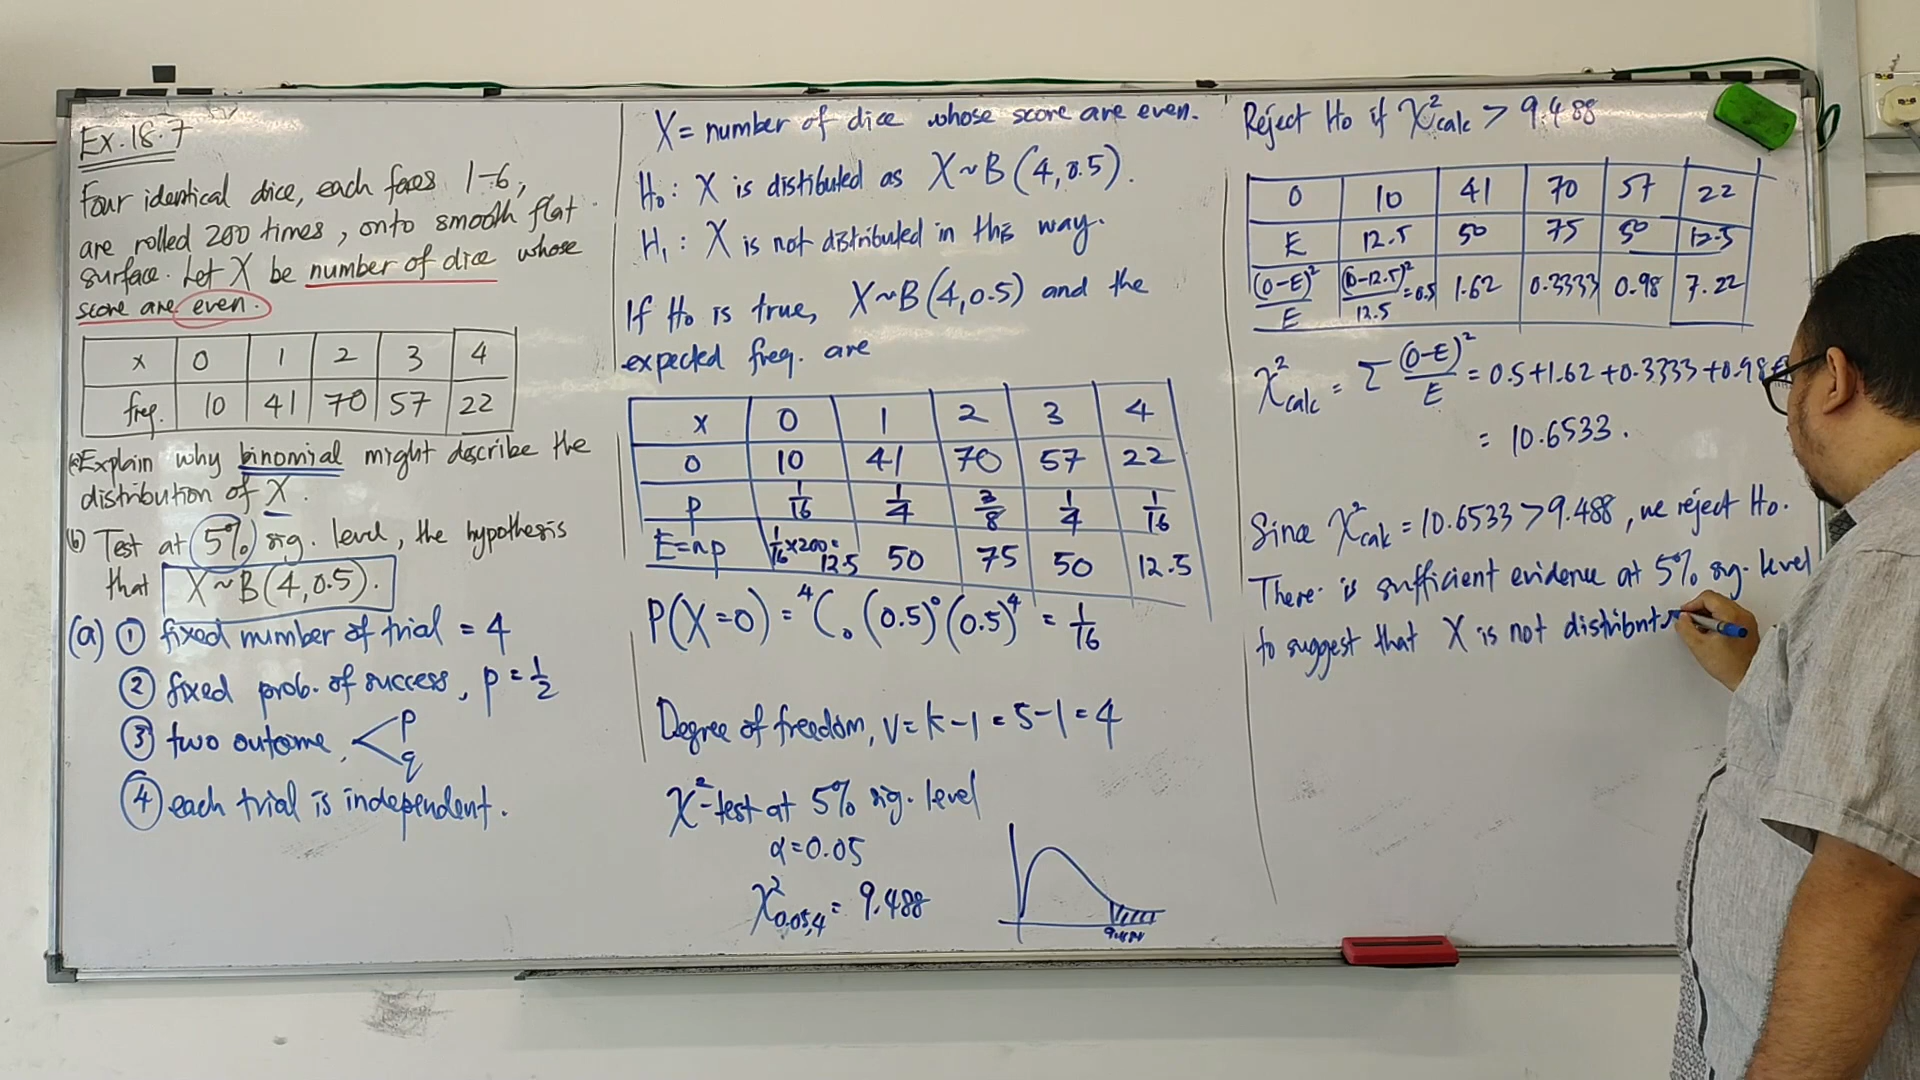 Ex. 18.7
Four identical dice, each faces 1-6,
are rolled 200 times, onto smooth flat
surface. Let X be number of dice whose
score are even.
x 0 1 2 3 4
freq. 10 41 70 57 22
(a) Explain why binomial might describe the
distribution of X.
(b) Test at 5% sig. level, the hypothesis
that X~B(4,0.5).
(a) ① fixed number of trial = 4
② fixed prob. of success, p = 1/2
③ two outcome < p
q
④ each trial is independent.
X = number of dice whose score are even.
H₀ : X is distibuted as X~B(4,0.5).
H₁ : X is not distributed in this way.
If H₀ is true, X~B(4,0.5) and the
expected freq. are
x 0 1 2 3 4
O 10 41 70 57 22
P 1/16 1/4 3/8 1/4 1/16
E=np 1/16×200= 12.5 50 75 50 12.5
P(X=0) = ⁴C₀ (0.5)⁰ (0.5)⁴ = 1/16
Degree of freedom, v = k-1 = 5-1 = 4
X²-test at 5% sig. level
α=0.05
χ²0.05,4 = 9.488
Reject H₀ if χ²calc > 9.488
O 10 41 70 57 22
E 12.5 50 75 50 12.5
(O-E)²/E (10-12.5)²/12.5 =0.5 1.62 0.3333 0.98 7.22
χ²calc = Σ (O-E)²/E = 0.5+1.62+0.3333+0.98
= 10.6533.
Since χ²calc = 10.6533 > 9.488, we reject H₀.
There is sufficient evidence at 5% sig. level
to suggest that X is not distribut